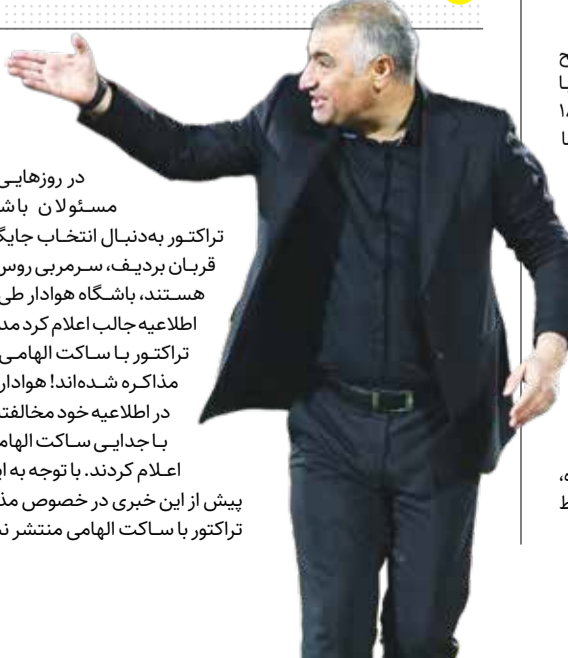 در روزهایی
مسئولان باش
تراکتور به‌دنبال انتخاب جایگ
قربان بردیف، سرمربی روس
هستند، باشگاه هوادار طی
اطلاعیه جالب اعلام کرد مد
تراکتور با ساکت الهامی
مذاکره شده‌اند! هوادار
در اطلاعیه خود مخالفت
با جدایی ساکت الهام
اعلام کردند. با توجه به ای
پیش از این خبری در خصوص مذ
تراکتور با ساکت الهامی منتشر ن
ح
با
۱۸
ا
ه،
ط